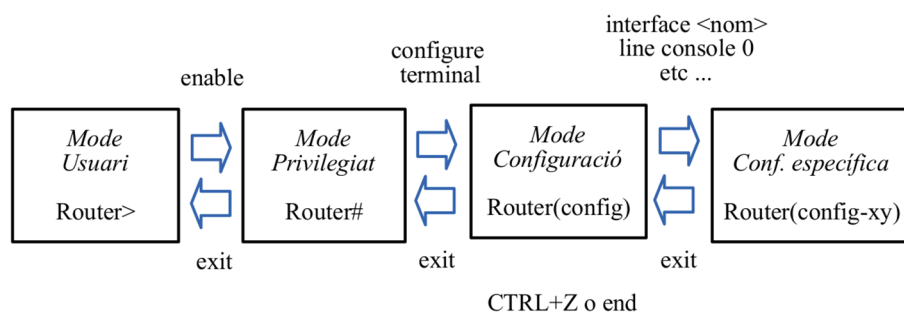 enable
configure
terminal
interface <nom>
line console 0
etc ...
Mode
Usuari
Router>
Mode
Privilegiat
Router#
Mode
Configuració
Router(config)
Mode
Conf. específica
Router(config-xy)
exit
exit
exit
CTRL+Z o end